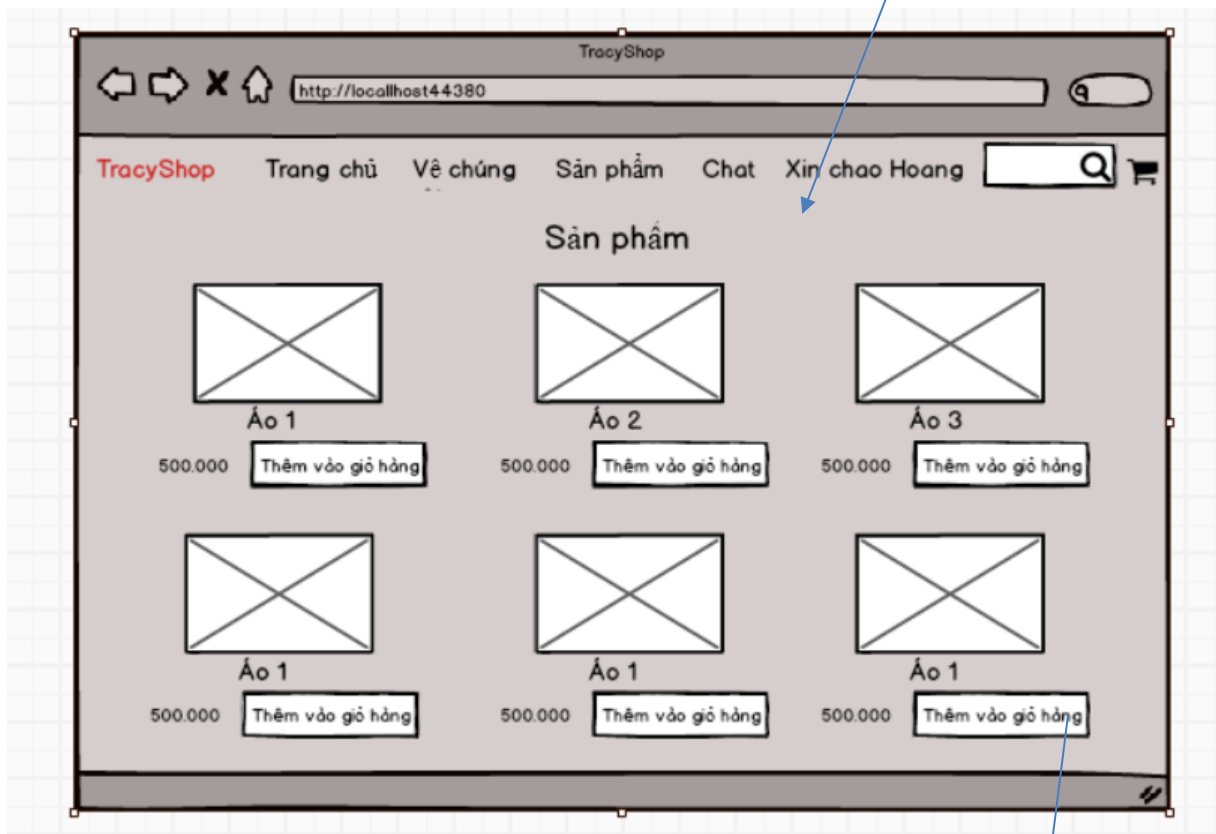 TracyShop
http://locallhost44380
TracyShop Trang chủ Về chúng Sản phẩm Chat Xin chao Hoang
Sản phẩm
Áo 1 Áo 2 Áo 3
500.000 Thêm vào giỏ hàng 500.000 Thêm vào giỏ hàng 500.000 Thêm vào giỏ hàng
Áo 1 Áo 1 Áo 1
500.000 Thêm vào giỏ hàng 500.000 Thêm vào giỏ hàng 500.000 Thêm vào giỏ hàng